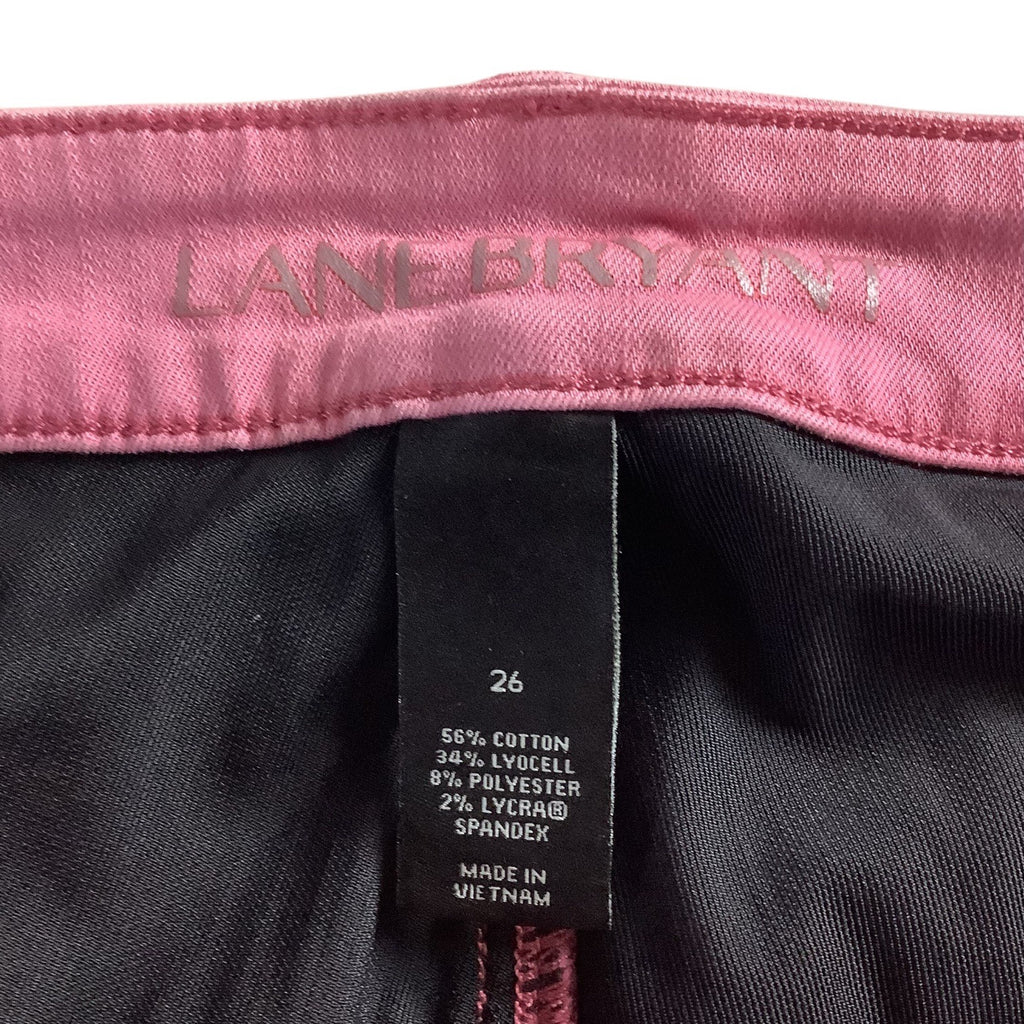 LANE BRYANT
26
56% COTTON
34% LYOCELL
8% POLYESTER
2% LYCRA®
SPANDEX
MADE IN
VIETNAM